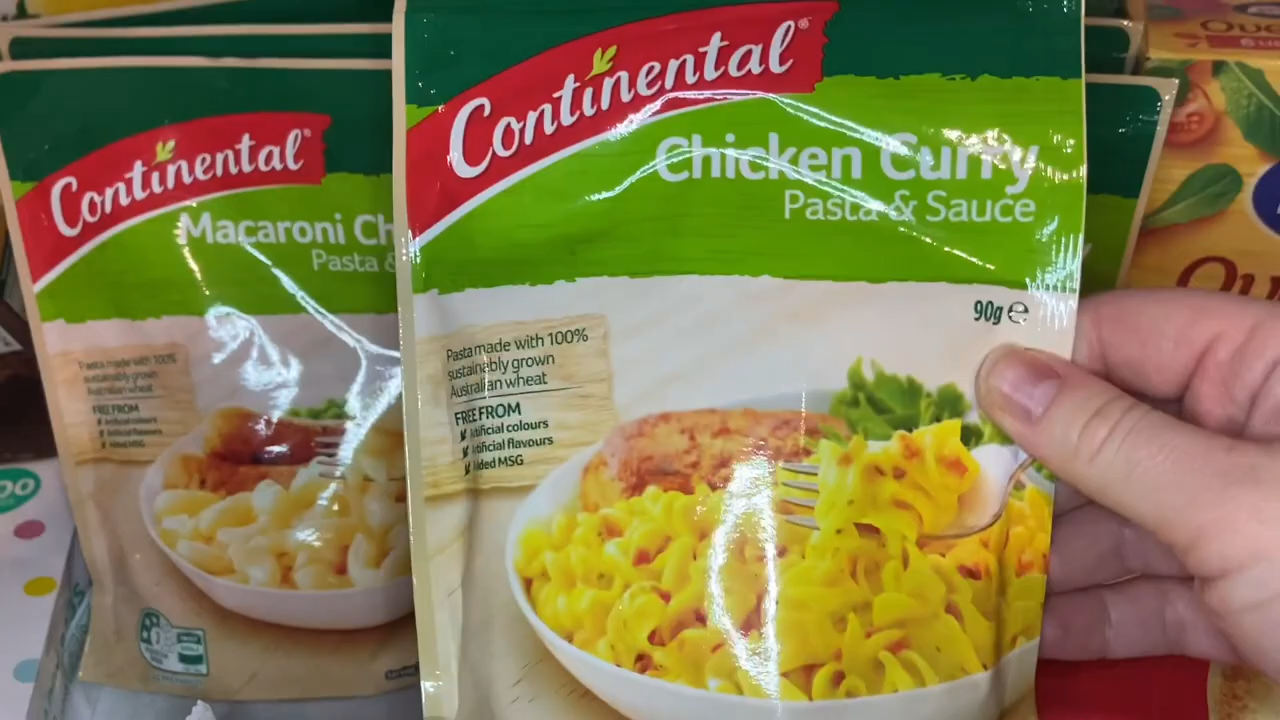 Continental®
Macaroni Ch
Pasta &
Pasta made with 100%
sustainably grown
Australian wheat
FREE FROM
Artificial colours
Artificial flavours
Added MSG
Continental®
Chicken Curry
Pasta & Sauce
90g e
Pasta made with 100%
sustainably grown
Australian wheat
FREE FROM
Artificial colours
Artificial flavours
Added MSG
Que
Qu